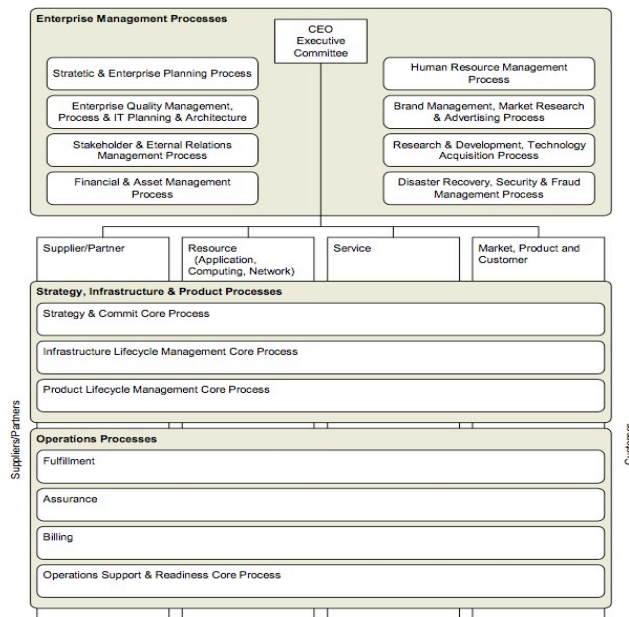 Enterprise Management Processes
CEO
Executive
Committee
Stratetic & Enterprise Planning Process
Human Resource Management
Process
Enterprise Quality Management,
Process & IT Planning & Architecture
Brand Management, Market Research
& Advertising Process
Stakeholder & Eternal Relations
Management Process
Research & Development, Technology
Acquisition Process
Financial & Asset Management
Process
Disaster Recovery, Security & Fraud
Management Process
Supplier/Partner
Resource
(Application,
Computing, Network)
Service
Market, Product and
Customer
Strategy, Infrastructure & Product Processes
Strategy & Commit Core Process
Infrastructure Lifecycle Management Core Process
Product Lifecycle Management Core Process
Suppliers/Partners
Customer
Operations Processes
Fulfillment
Assurance
Billing
Operations Support & Readiness Core Process